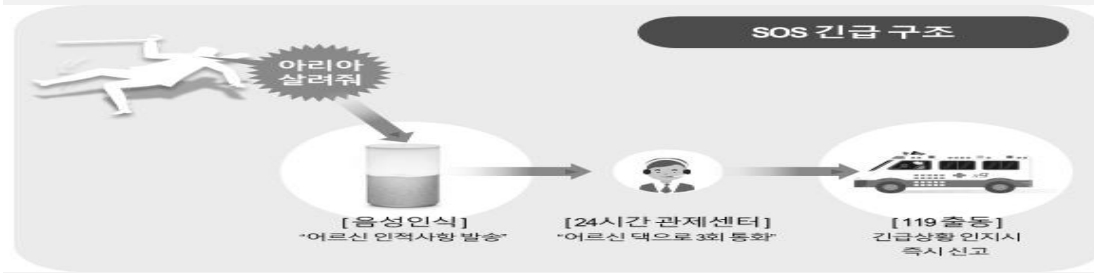 SOS 긴급 구조
아리아
살려줘
[음성인식]
"어르신 인적사항 발송"
[24시간 관제센터]
"어르신 댁으로 3회 통화"
[119 출동]
긴급상황 인지시
즉시 신고